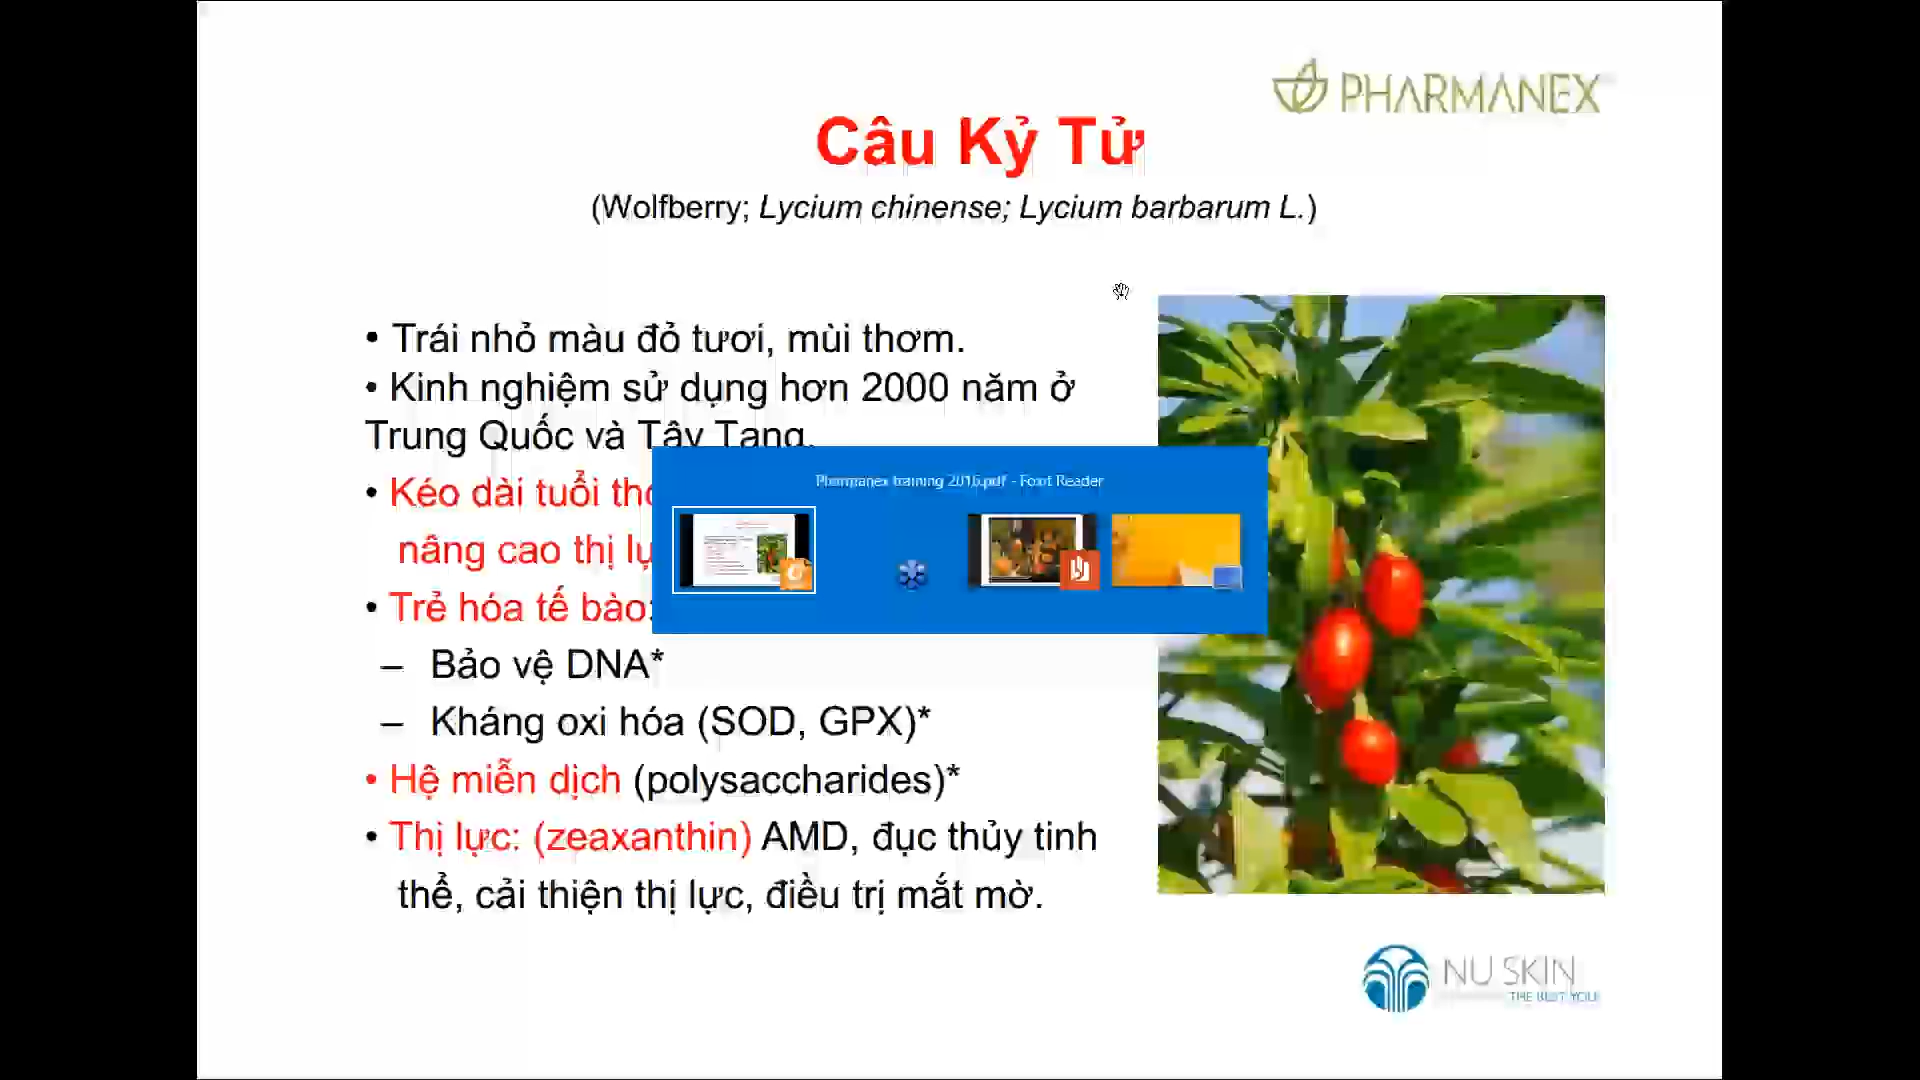 PHARMANEX
Câu Kỷ Tử
(Wolfberry; Lycium chinense; Lycium barbarum L.)
• Trái nhỏ màu đỏ tươi, mùi thơm.
• Kinh nghiệm sử dụng hơn 2000 năm ở
Trung Quốc và Tây Tạng.
Pharmanex training 2016.pdf - Foxit Reader
• Kéo dài tuổi
nâng cao thị
• Trẻ hóa tế bào:
– Bảo vệ DNA*
– Kháng oxi hóa (SOD, GPX)*
• Hệ miễn dịch (polysaccharides)*
• Thị lực: (zeaxanthin) AMD, đục thủy tinh
thể, cải thiện thị lực, điều trị mắt mờ.
NU SKIN
THE BEST YOU